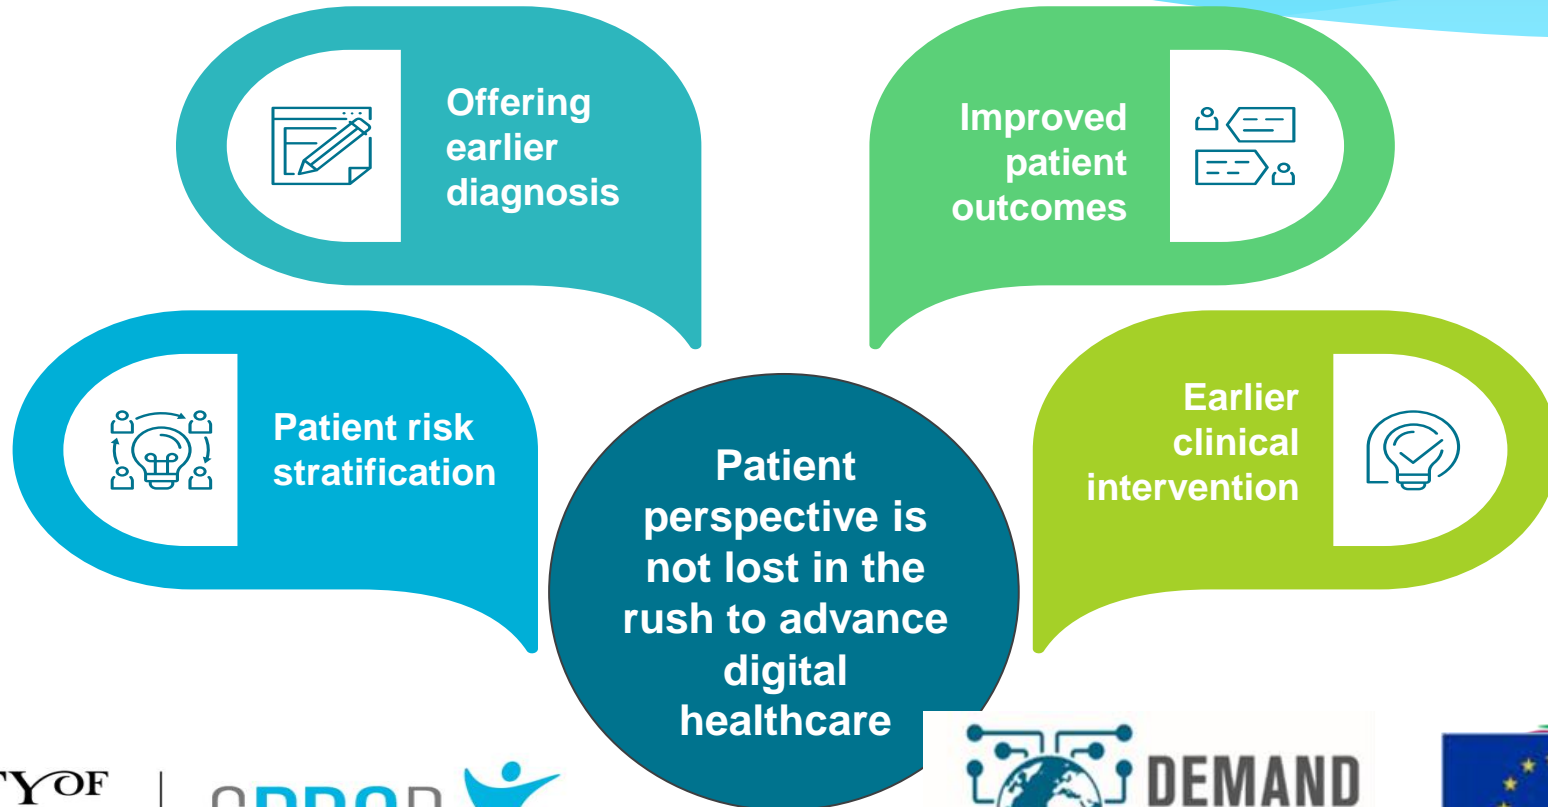 Offering
earlier
diagnosis
Improved
patient
outcomes
Patient risk
stratification
Earlier
clinical
intervention
Patient
perspective is
not lost in the
rush to advance
digital
healthcare
OF
DEMAND